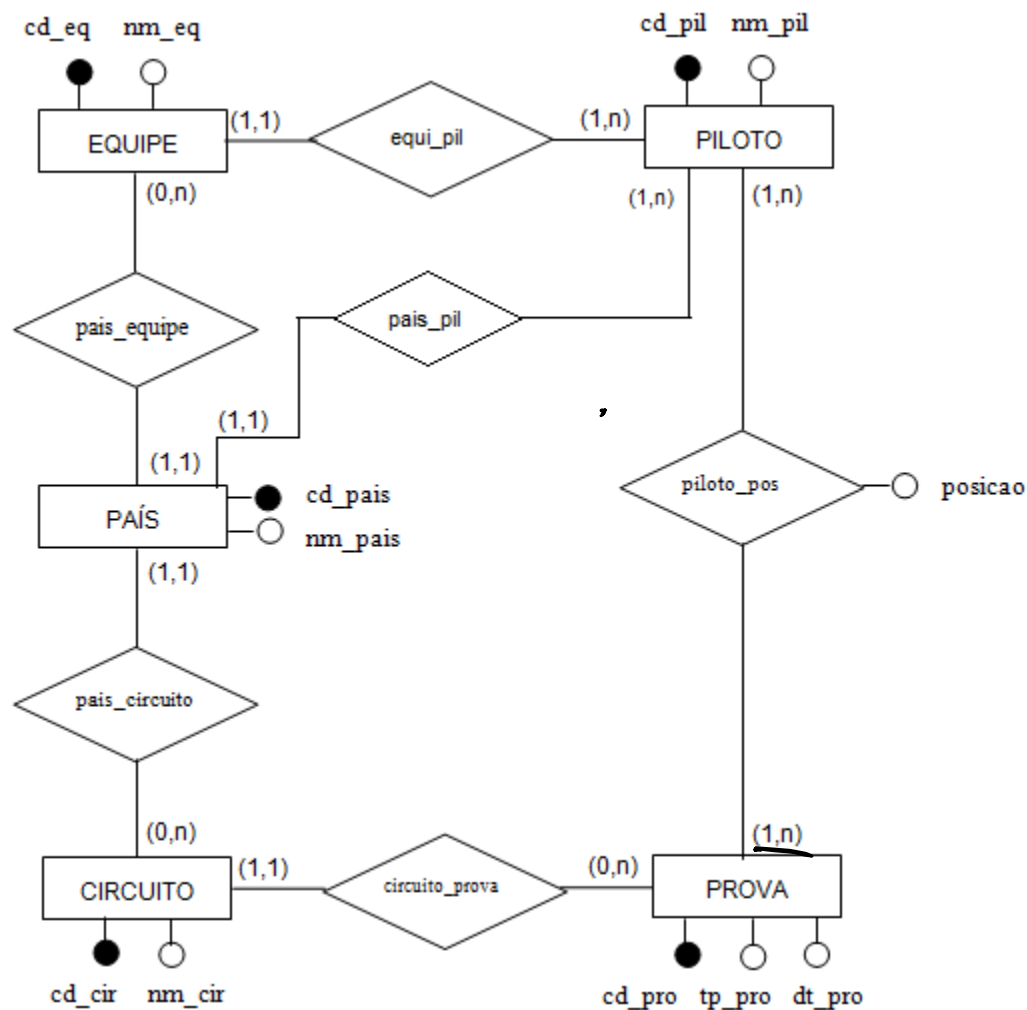 cd_eq nm_eq
cd_pil nm_pil
EQUIPE
(1,1)
equi_pil
(1,n)
PILOTO
(0,n)
(1,n)
(1,n)
pais_equipe
pais_pil
(1,1)
(1,1)
piloto_pos
posicao
PAÍS
cd_pais
nm_pais
(1,1)
pais_circuito
(0,n)
(1,n)
CIRCUITO
(1,1)
circuito_prova
(0,n)
PROVA
cd_cir nm_cir
cd_pro tp_pro dt_pro